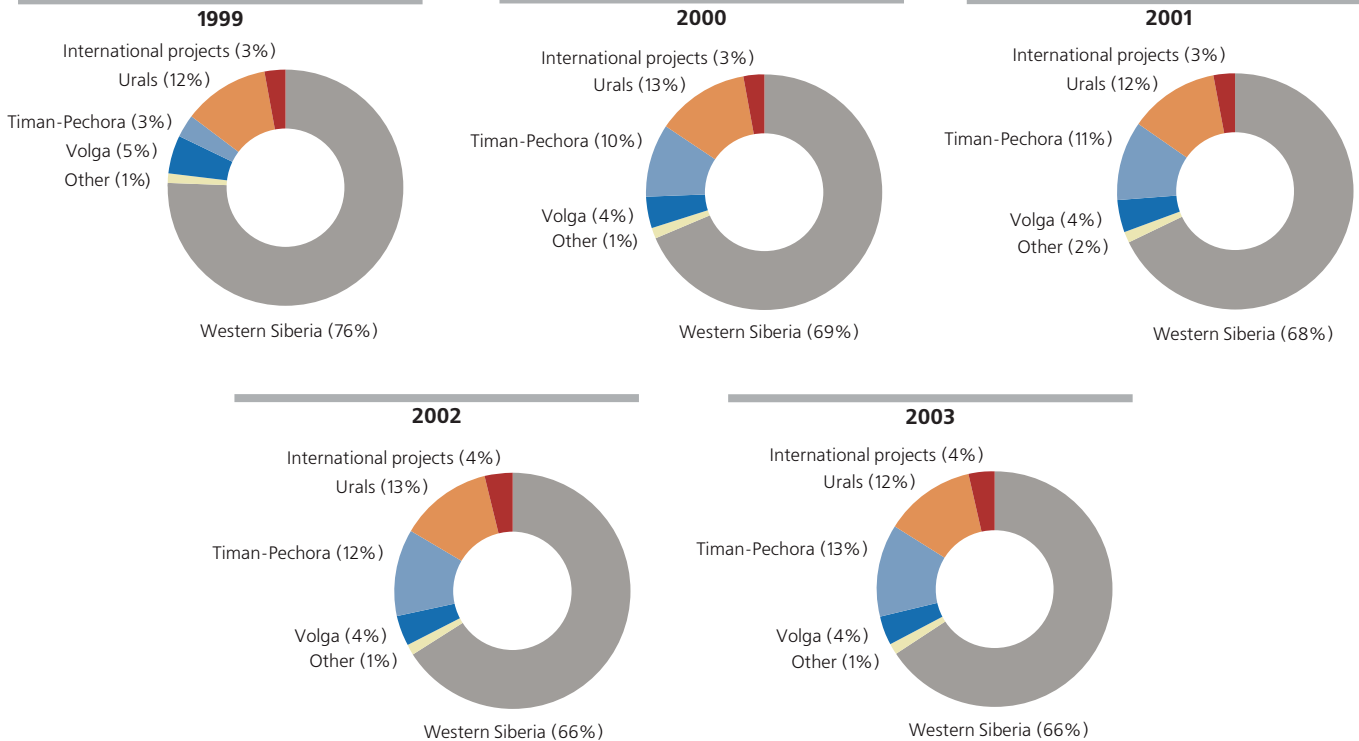 1999
International projects (3%)
Urals (12%)
Timan-Pechora (3%)
Volga (5%)
Other (1%)
Western Siberia (76%)
2000
International projects (3%)
Urals (13%)
Timan-Pechora (10%)
Volga (4%)
Other (1%)
Western Siberia (69%)
2001
International projects (3%)
Urals (12%)
Timan-Pechora (11%)
Volga (4%)
Other (2%)
Western Siberia (68%)
2002
International projects (4%)
Urals (13%)
Timan-Pechora (12%)
Volga (4%)
Other (1%)
Western Siberia (66%)
2003
International projects (4%)
Urals (12%)
Timan-Pechora (13%)
Volga (4%)
Other (1%)
Western Siberia (66%)